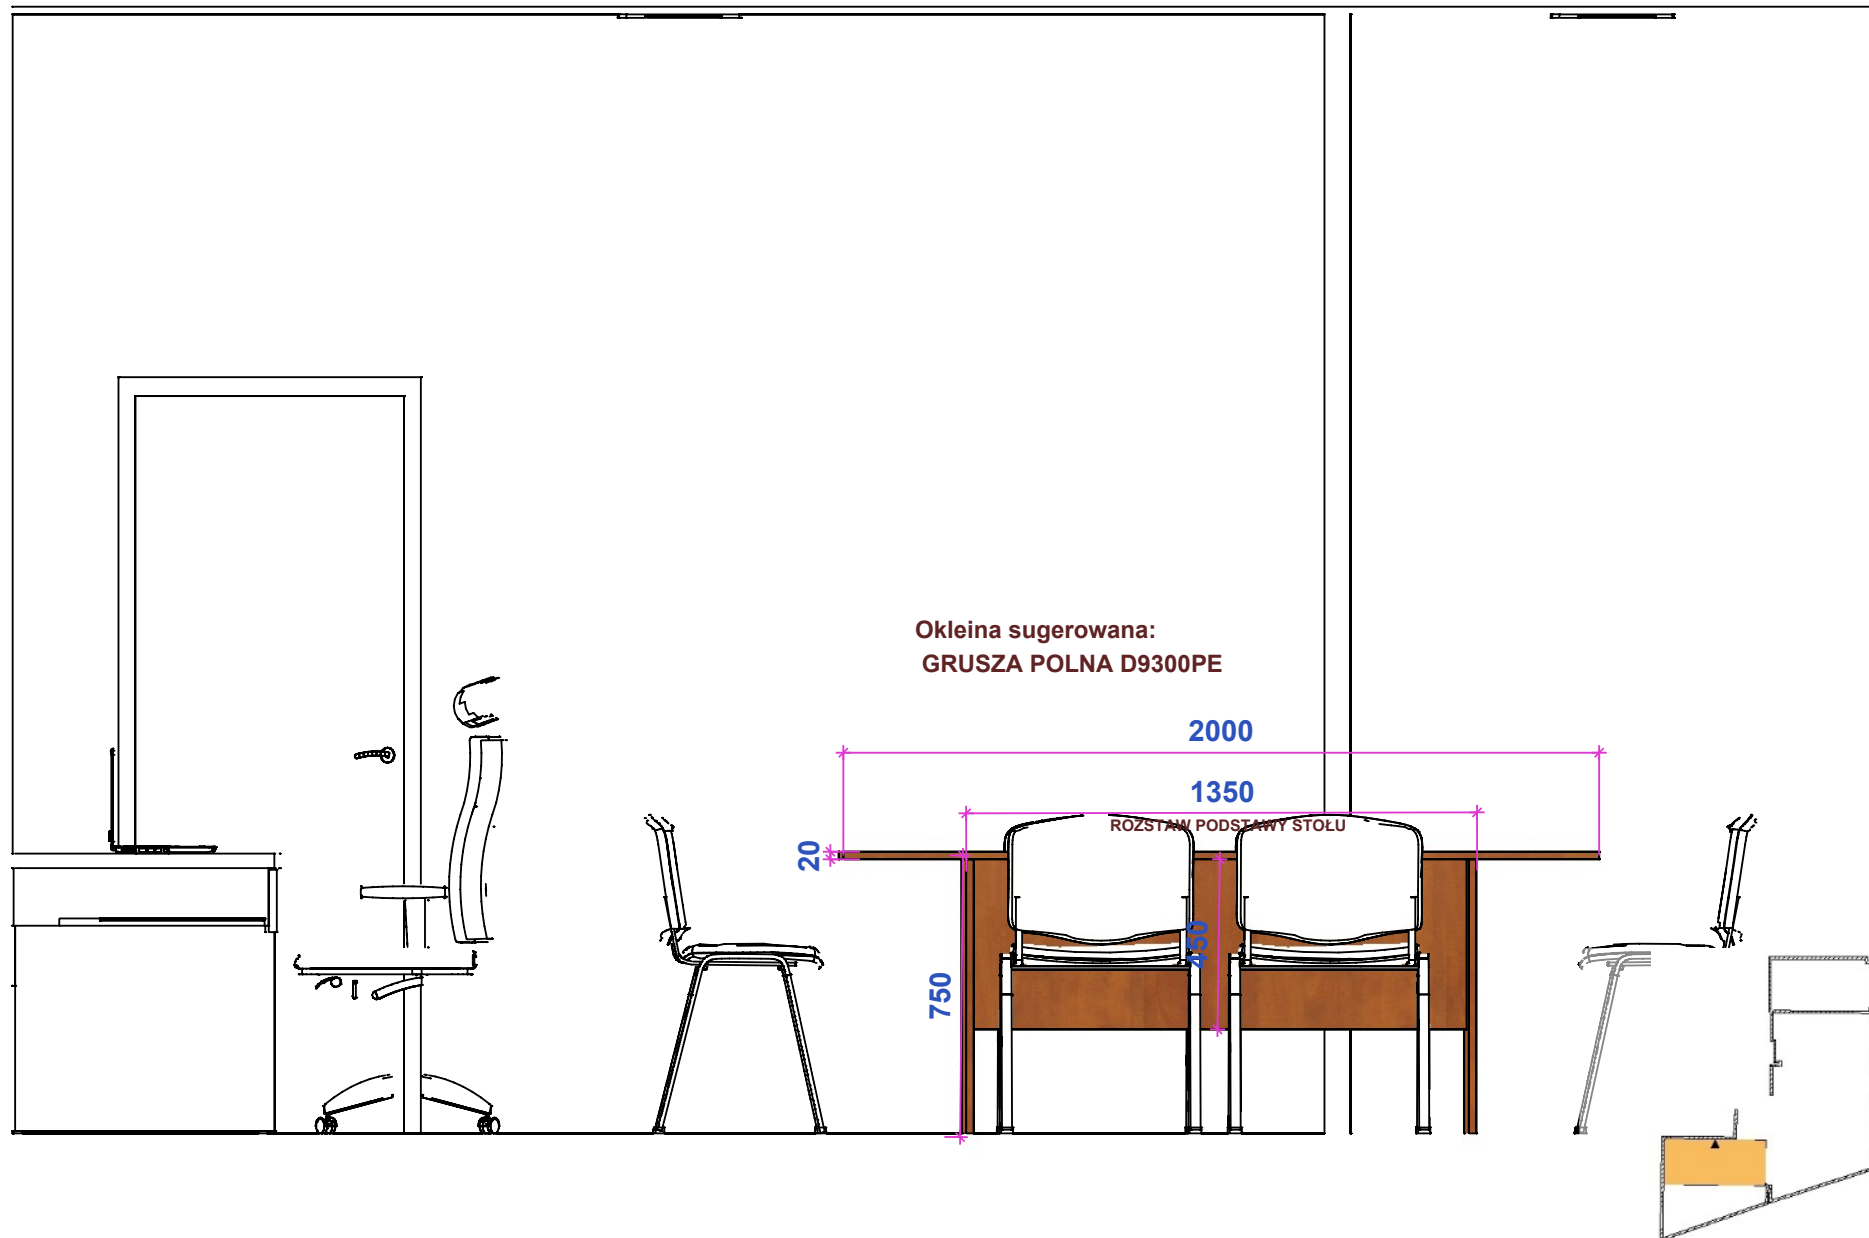 Okleina sugerowana:
GRUSZA POLNA D9300PE
2000
1350
ROZSTAW PODSTAWY STOŁU
20
450
750